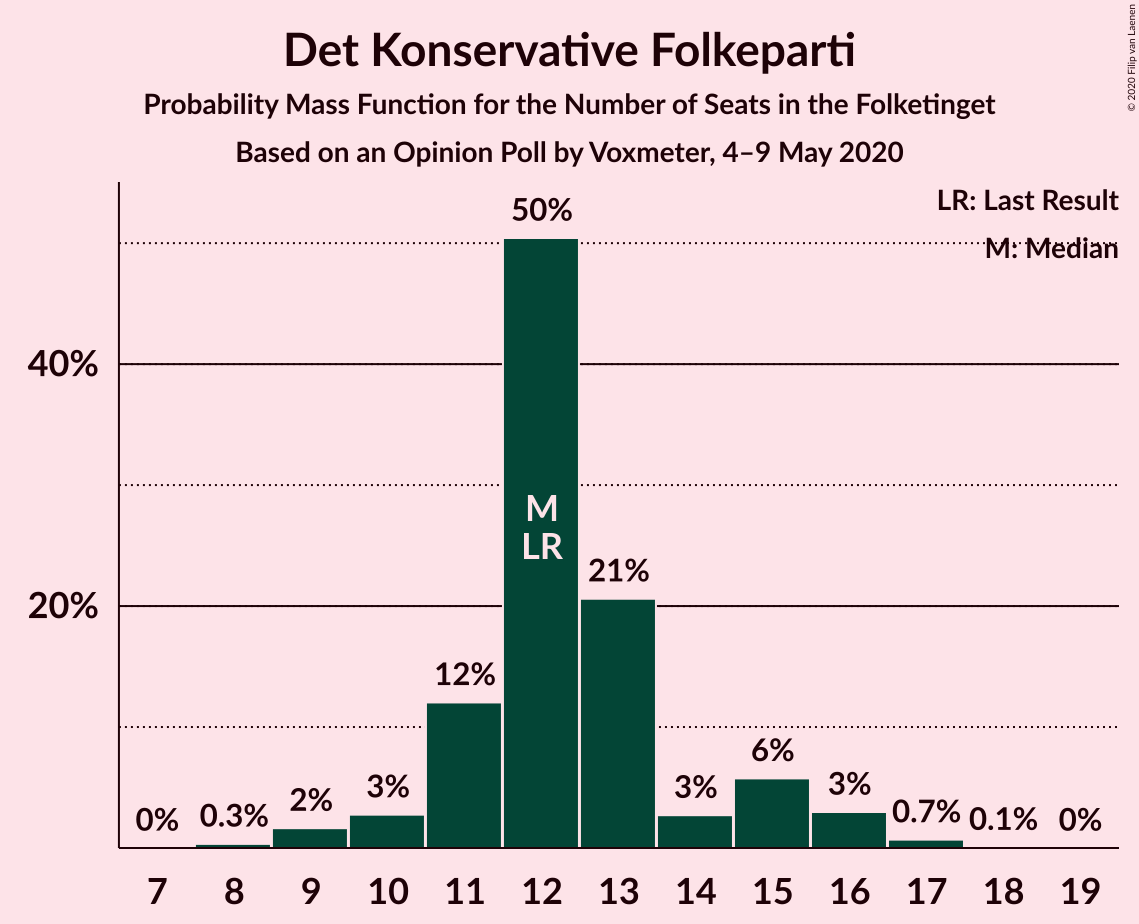 Det Konservative Folkeparti
Probability Mass Function for the Number of Seats in the Folketinget
Based on an Opinion Poll by Voxmeter, 4–9 May 2020
© 2020 Filip van Laenen
LR: Last Result
M: Median
40%
20%
0%
0.3%
2%
3%
12%
50%
M
LR
21%
3%
6%
3%
0.7%
0.1%
0%
7 8 9 10 11 12 13 14 15 16 17 18 19